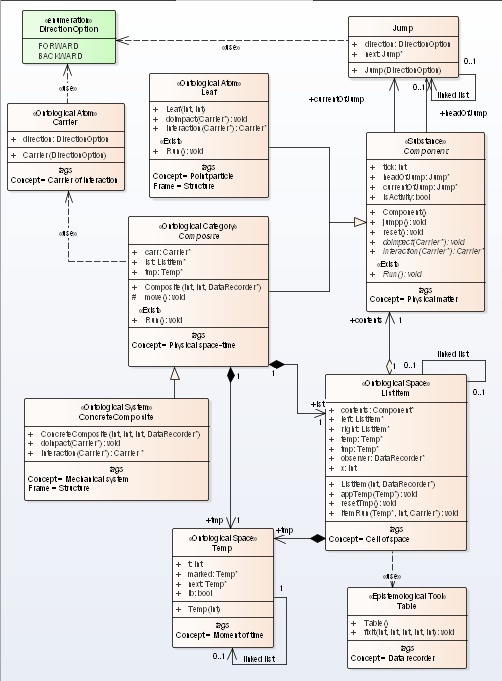 «enumeration»
DirectionOption
FORWARD
BACKWARD
«use»
Jump
+ direction: DirectionOption
+ next: Jump*
+ Jump(DirectionOption)
0..1
0..1
linked list
+currentOfJump
+headOfJump
«use»
«Ontological Atom»
Leaf
+ Leaf(int, int)
+ doImpact(Carrier*) : void
+ interaction(Carrier*) : Carrier*
«Exist»
+ Run() : void
tags
Concept = Point particle
Frame = Structure
«Ontological Atom»
Carrier
+ direction: DirectionOption
+ Carrier(DirectionOption)
tags
Concept = Carrier of interaction
«use»
«Substance»
Component
+ tick: int
+ headOfJump: Jump*
+ currentOfJump: Jump*
+ isActivity: bool
+ Component()
+ jumpp() : void
+ reset() : void
+ doImpact(Carrier*) : void
+ interaction(Carrier*) : Carrier*
«Exist»
+ Run() : void
tags
Concept = Physical matter
«Ontological Category»
Composite
+ carr: Carrier*
+ lst: ListItem*
+ tmp: Temp*
+ Composite(int, int, DataRecorder*)
# move() : void
«Exist»
+ Run() : void
tags
Concept = Physical space-time
+contents 1
linked list
0..1
1
1
1
+lst
1
«Ontological System»
ConcreteComposite
+ ConcreteComposite(int, int, int, DataRecorder*)
+ doImpact(Carrier*) : void
+ interaction(Carrier*) : Carrier*
tags
Concept = Mechanical system
Frame = Structure
«Ontological Space»
ListItem
+ contents: Component*
+ left: ListItem*
+ right: ListItem*
+ temp: Temp*
+ tmp: Temp*
+ observer: DataRecorder*
+ x: int
+ ListItem(int, DataRecorder*)
+ appTemp(Temp*) : void
+ resetTmp() : void
+ ItemRun(Temp*, int, Carrier*) : void
tags
Concept = Cell of space
+tmp 1
+tmp
«Ontological Space»
Temp
+ t: int
+ marked: Temp*
+ next: Temp*
+ fb: bool
+ Temp(int)
tags
Concept = Moment of time
1
0..1
linked list
«use»
«Epistemological Tool»
Table
+ Table()
+ fixit(int, int, int, int, int) : void
tags
Concept = Data recorder